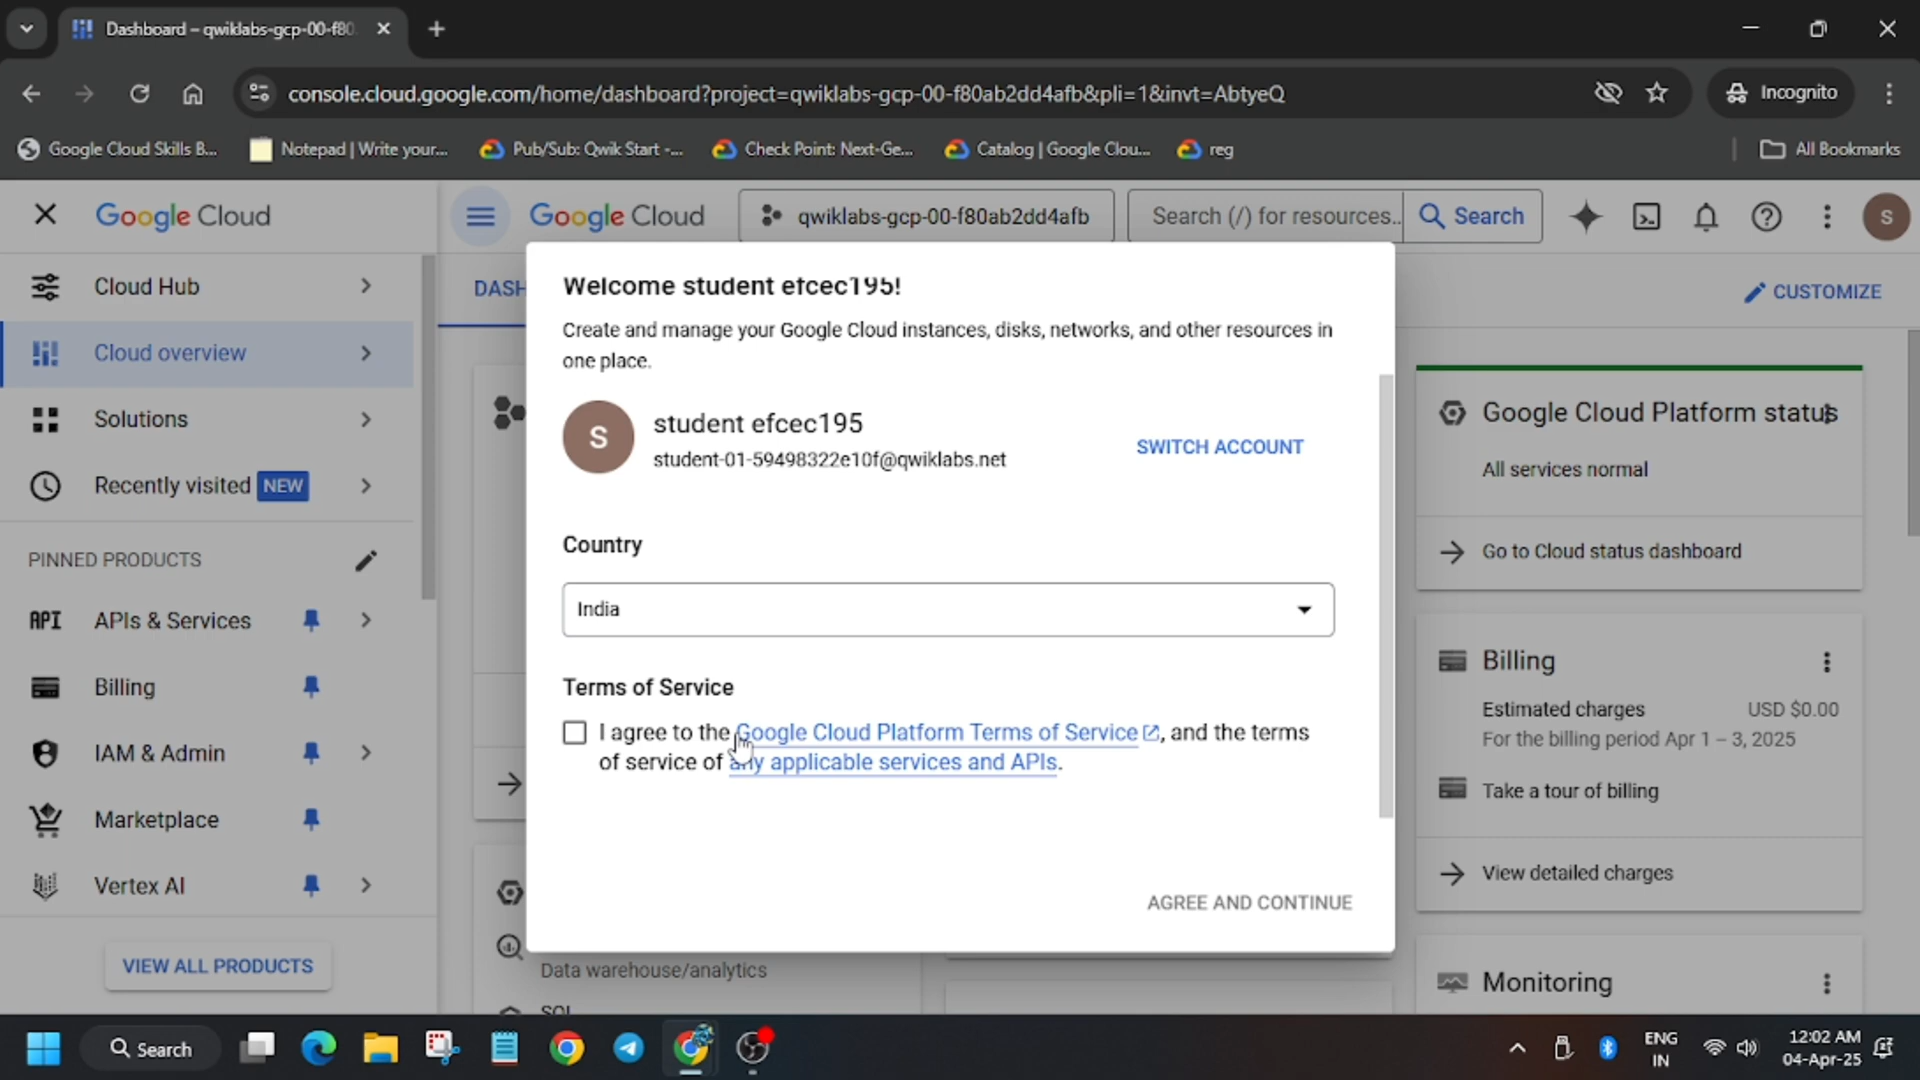 Dashboard – qwiklabs-gcp-00-f80
console.cloud.google.com/home/dashboard?project=qwiklabs-gcp-00-f80ab2dd4afb&pli=1&invt=AbtyeQ
Incognito
Google Cloud Skills B...
Notepad | Write your...
Pub/Sub: Qwik Start -...
Check Point: Next-Ge...
Catalog | Google Clou...
reg
All Bookmarks
Google Cloud
Google Cloud
qwiklabs-gcp-00-f80ab2dd4afb
Search (/) for resources..
Search
S
Cloud Hub
Cloud overview
Solutions
Recently visited NEW
PINNED PRODUCTS
API APIs & Services
Billing
IAM & Admin
Marketplace
Vertex AI
VIEW ALL PRODUCTS
DASH
CUSTOMIZE
Welcome student efcec195!
Create and manage your Google Cloud instances, disks, networks, and other resources in
one place.
S
student efcec195
student-01-59498322e10f@qwiklabs.net
SWITCH ACCOUNT
Country
India
Terms of Service
I agree to the Google Cloud Platform Terms of Service, and the terms
of service of any applicable services and APIs.
AGREE AND CONTINUE
Data warehouse/analytics
SQL
Google Cloud Platform status
All services normal
Go to Cloud status dashboard
Billing
Estimated charges USD $0.00
For the billing period Apr 1 – 3, 2025
Take a tour of billing
View detailed charges
Monitoring
Search
ENG
IN
12:02 AM
04-Apr-25